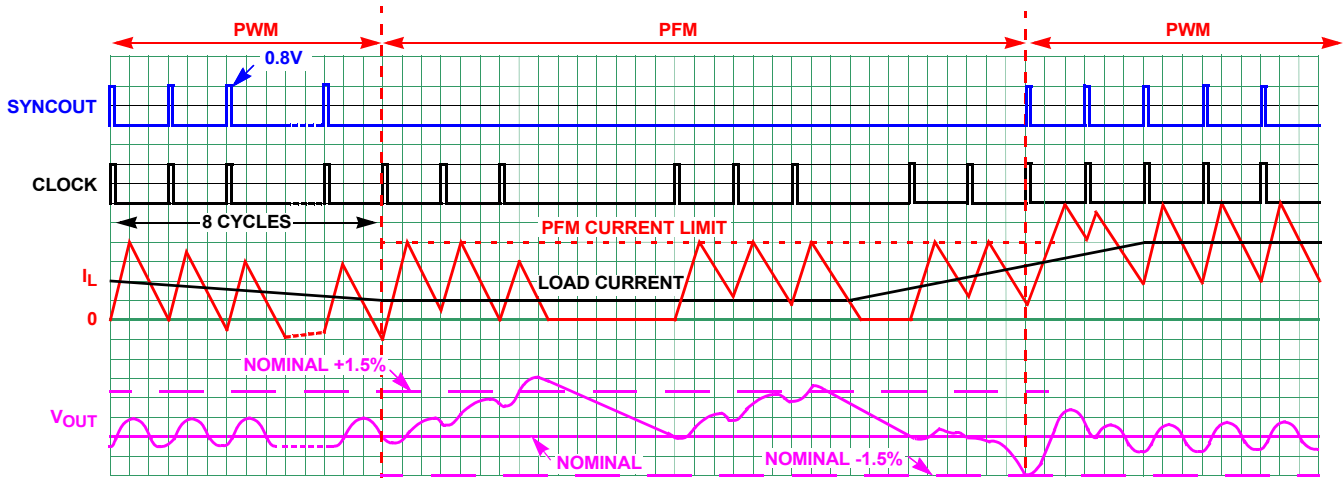 PWM
PFM
PWM
0.8V
SYNCOUT
CLOCK
8 CYCLES
PFM CURRENT LIMIT
IL
LOAD CURRENT
0
NOMINAL +1.5%
VOUT
NOMINAL
NOMINAL -1.5%